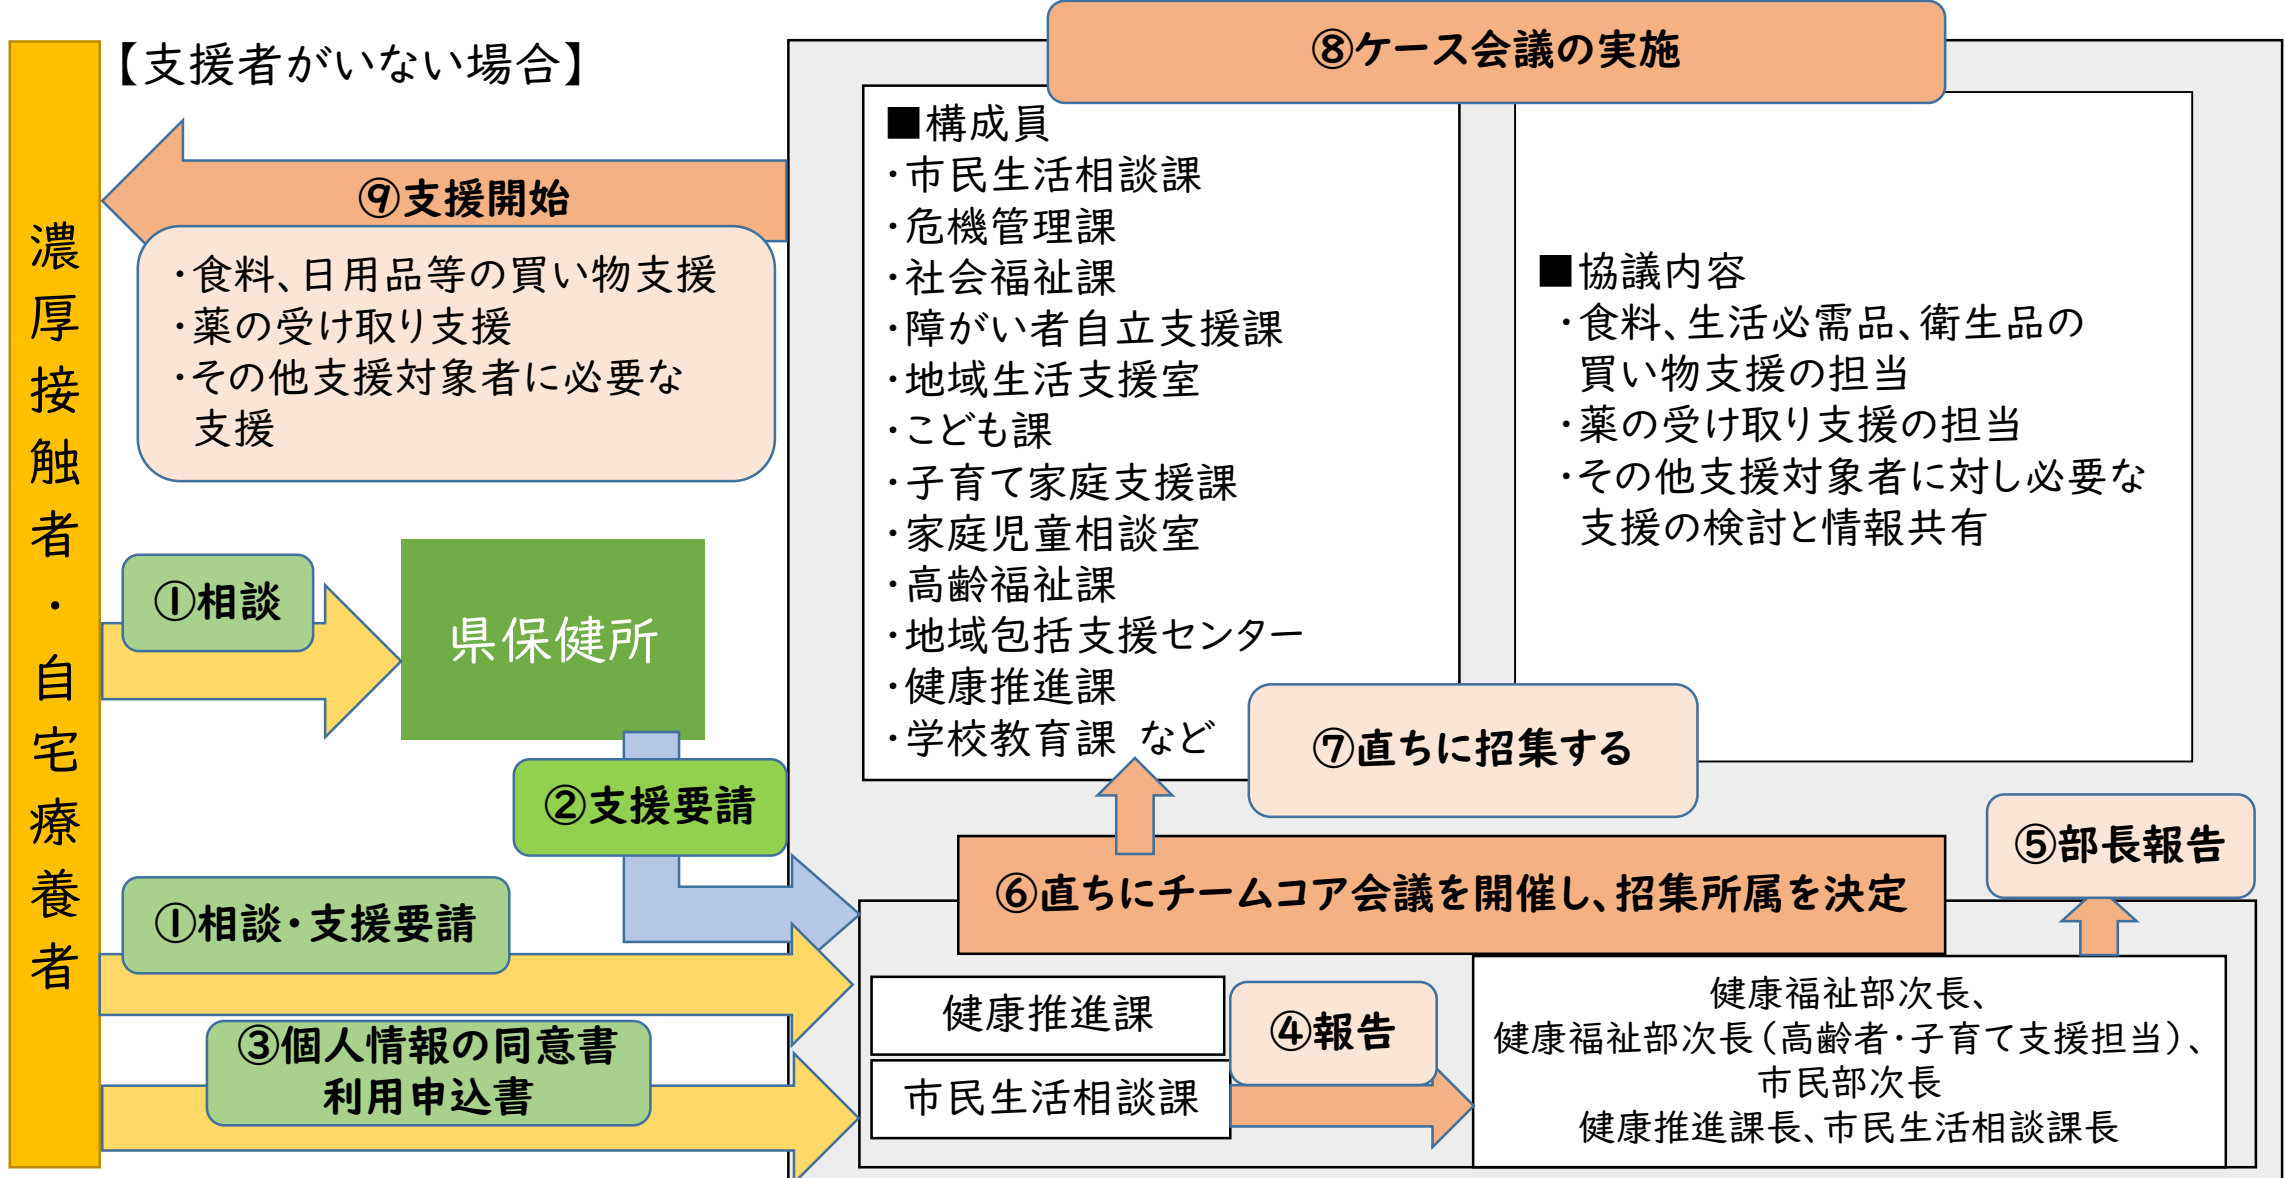 【支援者がいない場合】
濃厚接触者・自宅療養者
①相談
県保健所
②支援要請
①相談・支援要請
③個人情報の同意書
利用申込書
健康推進課
市民生活相談課
④報告
健康福祉部次長、
健康福祉部次長(高齢者・子育て支援担当)、
市民部次長
健康推進課長、市民生活相談課長
⑤部長報告
⑥直ちにチームコア会議を開催し、招集所属を決定
⑦直ちに招集する
⑧ケース会議の実施
■構成員
・市民生活相談課
・危機管理課
・社会福祉課
・障がい者自立支援課
・地域生活支援室
・こども課
・子育て家庭支援課
・家庭児童相談室
・高齢福祉課
・地域包括支援センター
・健康推進課
・学校教育課 など
■協議内容
・食料、生活必需品、衛生品の
買い物支援の担当
・薬の受け取り支援の担当
・その他支援対象者に対し必要な
支援の検討と情報共有
⑨支援開始
・食料、日用品等の買い物支援
・薬の受け取り支援
・その他支援対象者に必要な
支援